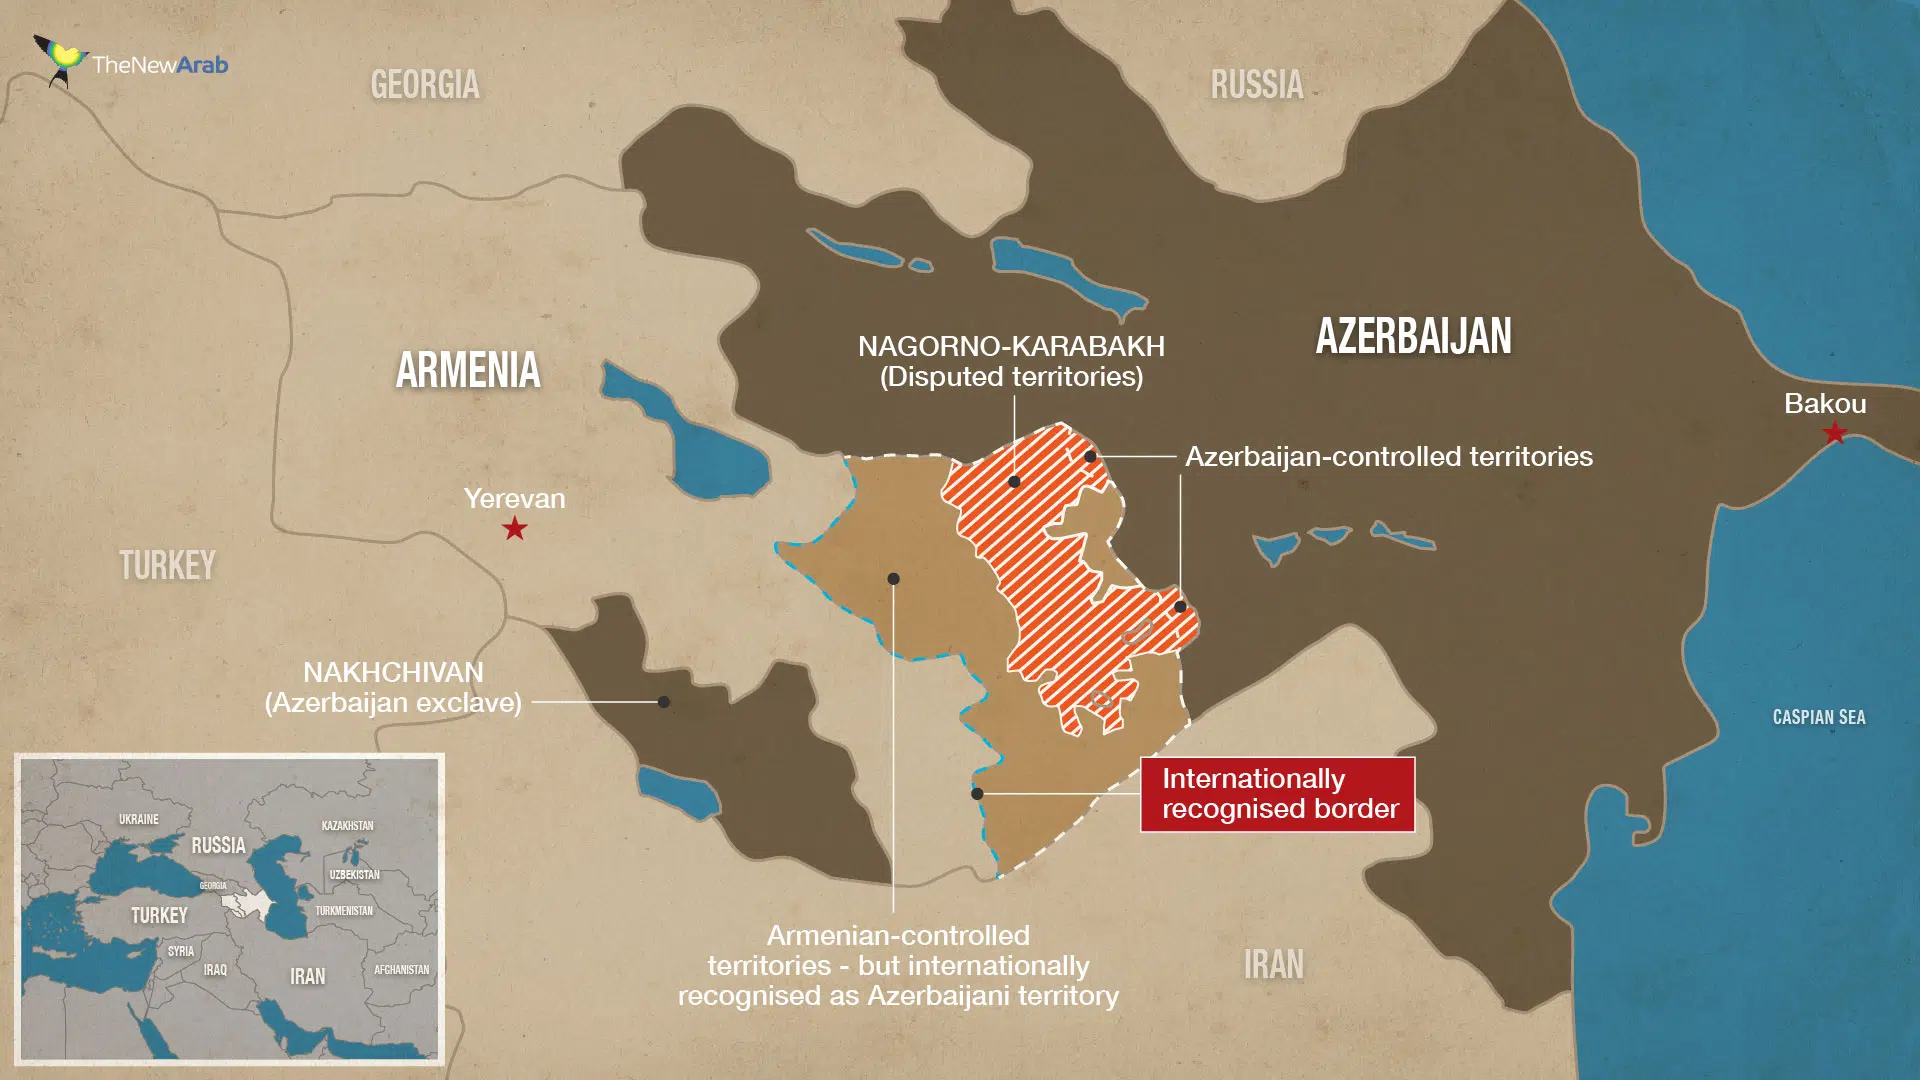 TheNewArab
GEORGIA
RUSSIA
ARMENIA
AZERBAIJAN
NAGORNO-KARABAKH
(Disputed territories)
Bakou
Azerbaijan-controlled territories
Yerevan
TURKEY
NAKHCHIVAN
(Azerbaijan exclave)
CASPIAN SEA
Internationally
recognised border
Armenian-controlled
territories - but internationally
recognised as Azerbaijani territory
IRAN
UKRAINE
RUSSIA
KAZAKHSTAN
GEORGIA
UZBEKISTAN
TURKEY
TURKMENISTAN
SYRIA
IRAQ
IRAN
AFGHANISTAN